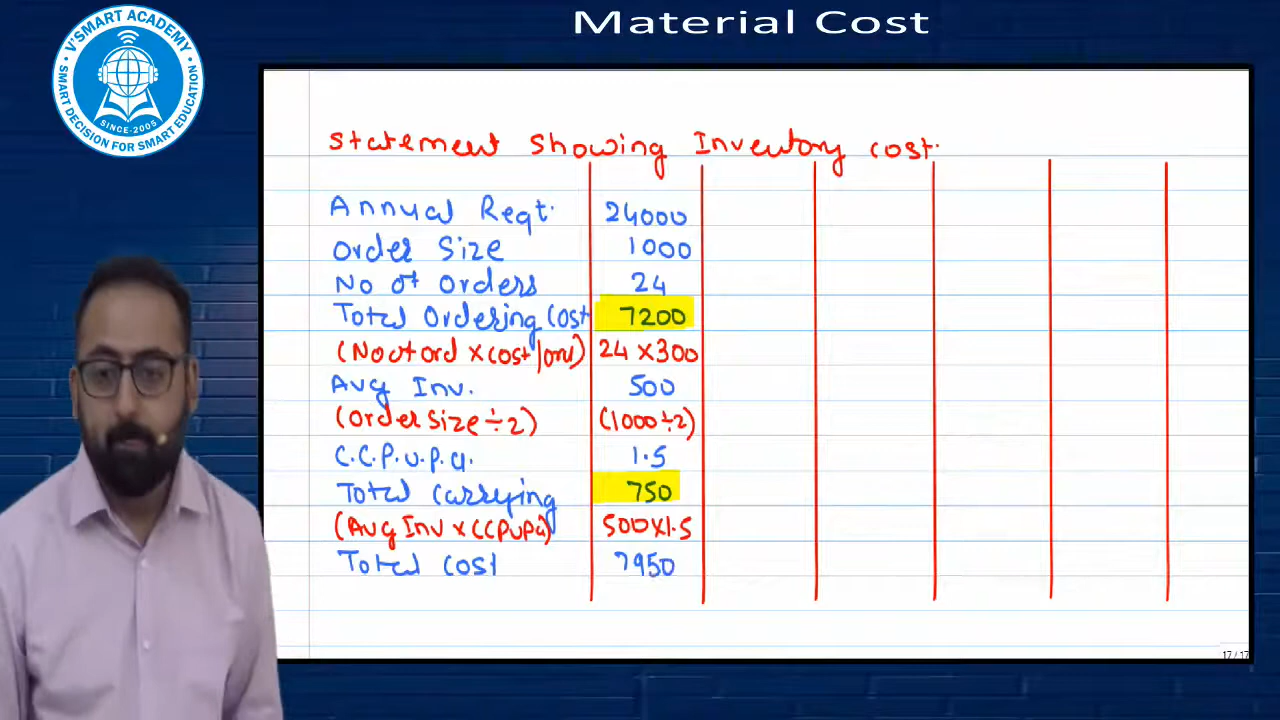 Material Cost
V'SMART ACADEMY
SINCE-2005
SMART DECISION FOR SMART EDUCATION
Statement Showing Inventory Cost.
Annual Reqt. 24000
Order Size 1000
No of Orders 24
Total Ordering Cost 7200
(No of ord × Cost/ord) 24 × 300
Avg Inv. 500
(Order Size ÷ 2) (1000 ÷ 2)
C.C.P.U.P.a. 1.5
Total Carrying 750
(Avg Inv × CCPUPa) 500 × 1.5
Total Cost 7950
17 / 17